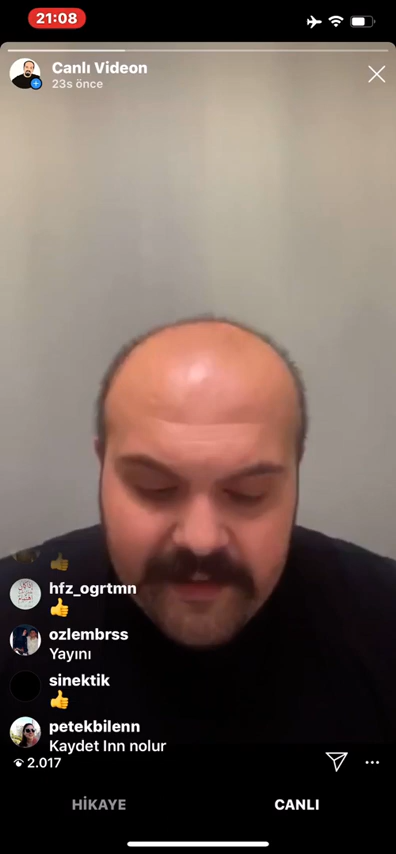 21:08
Canlı Videon
23s önce
hfz_ogrtmn
👍
ozlembrss
Yayını
sinektik
👍
petekbilenn
Kaydet Inn nolur
2.017
HİKAYE
CANLI